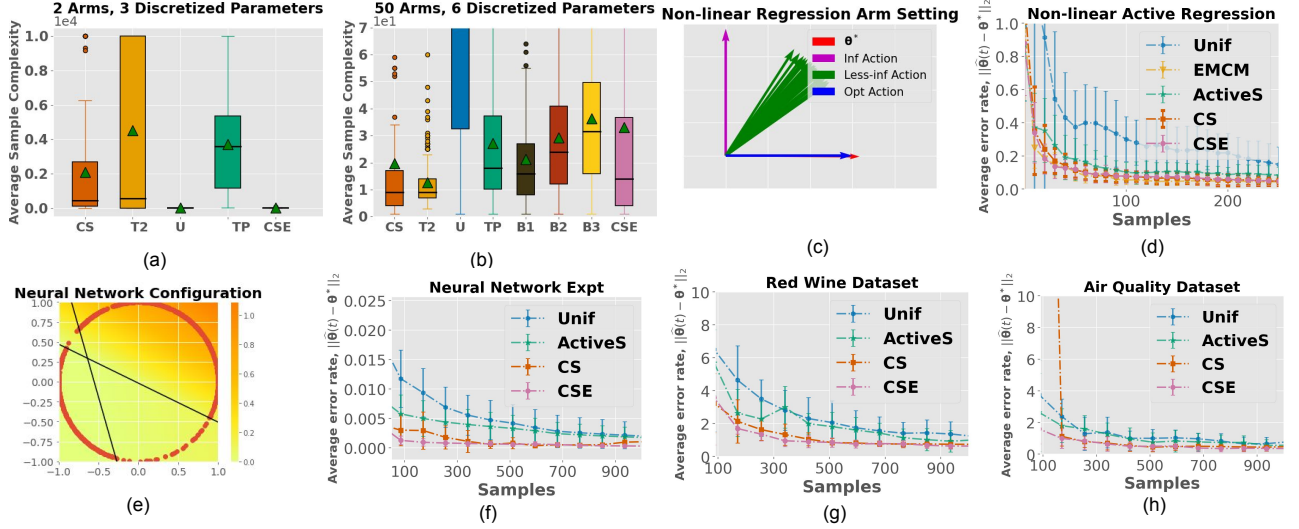 2 Arms, 3 Discretized Parameters
1e4
Average Sample Complexity
1.0
0.8
0.6
0.4
0.2
0.0
CS T2 U TP CSE
(a)
50 Arms, 6 Discretized Parameters
1e1
Average Sample Complexity
7
6
5
4
3
2
1
0
CS T2 U TP B1 B2 B3 CSE
(b)
Non-linear Regression Arm Setting
θ*
Inf Action
Less-inf Action
Opt Action
(c)
Non-linear Active Regression
Average error rate, ||θ̂(t) − θ*||₂
1.0
0.8
0.6
0.4
0.2
0.0
Unif
EMCM
ActiveS
CS
CSE
100 200
Samples
(d)
Neural Network Configuration
1.00
0.75
0.50
0.25
0.00
−0.25
−0.50
−0.75
−1.00
−1.0 −0.5 0.0 0.5 1.0
1.0
0.8
0.6
0.4
0.2
0.0
(e)
Neural Network Expt
Average error rate, ||θ̂(t) − θ*||₂
0.025
0.020
0.015
0.010
0.005
0.000
Unif
ActiveS
CS
CSE
100 300 500 700 900
Samples
(f)
Red Wine Dataset
Average error rate, ||θ̂(t) − θ*||₂
10
8
6
4
2
0
Unif
ActiveS
CS
CSE
100 300 500 700 900
Samples
(g)
Air Quality Dataset
Average error rate, ||θ̂(t) − θ*||₂
10
8
6
4
2
0
Unif
ActiveS
CS
CSE
100 300 500 700 900
Samples
(h)